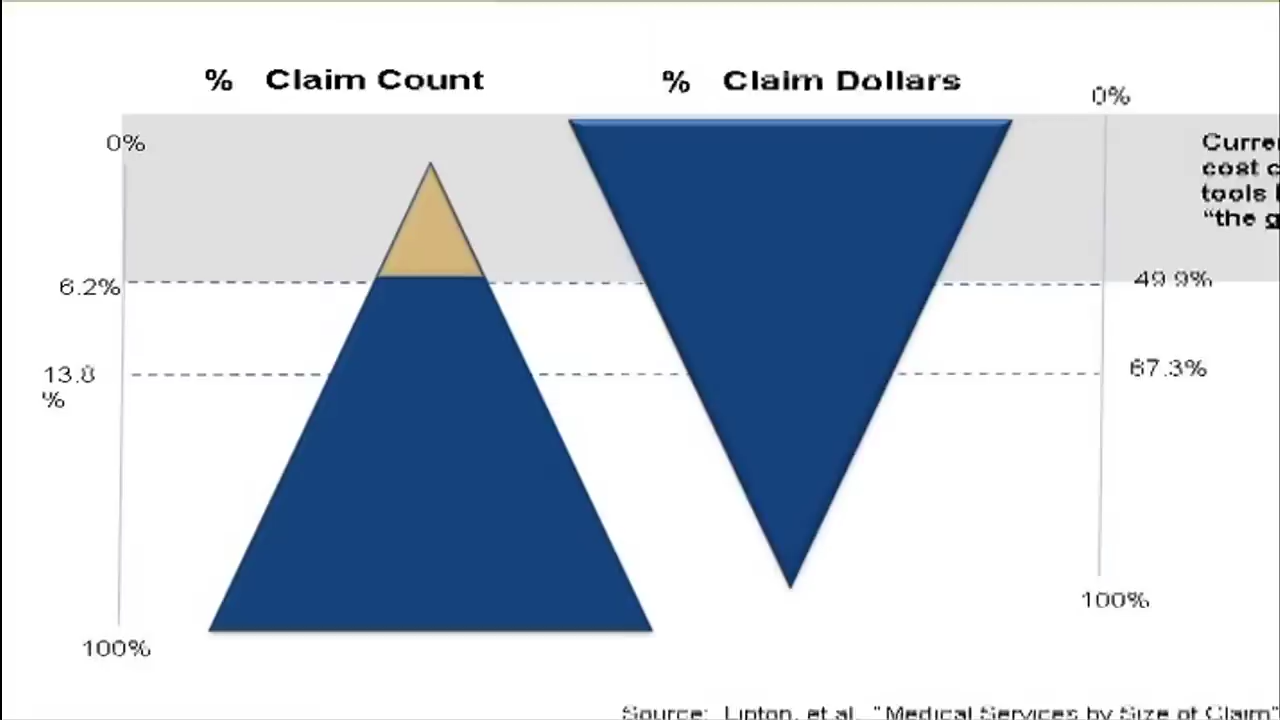 % Claim Count
% Claim Dollars
0%
0%
Curre
cost c
tools
"the g
6.2%
49.9%
13.8
%
67.3%
100%
100%
Source: Lipton, et al. "Medical Services by Size of Claim"